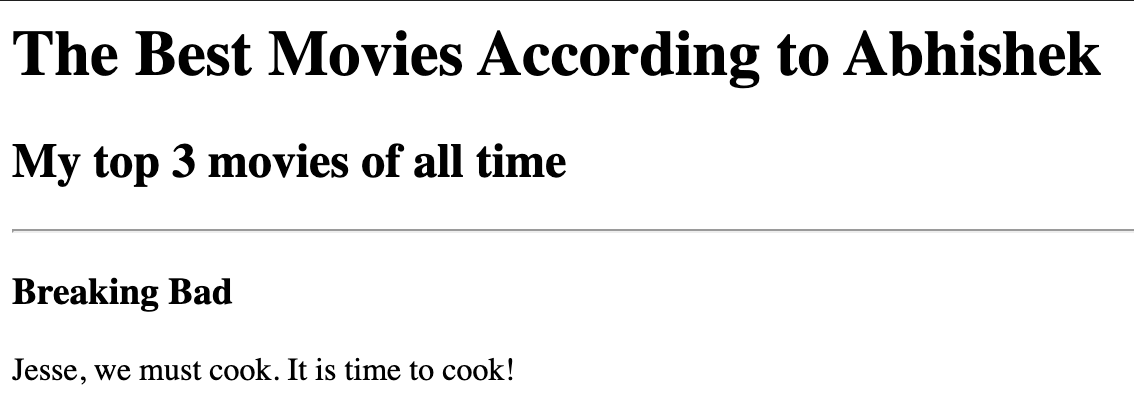 The Best Movies According to Abhishek
My top 3 movies of all time
Breaking Bad
Jesse, we must cook. It is time to cook!